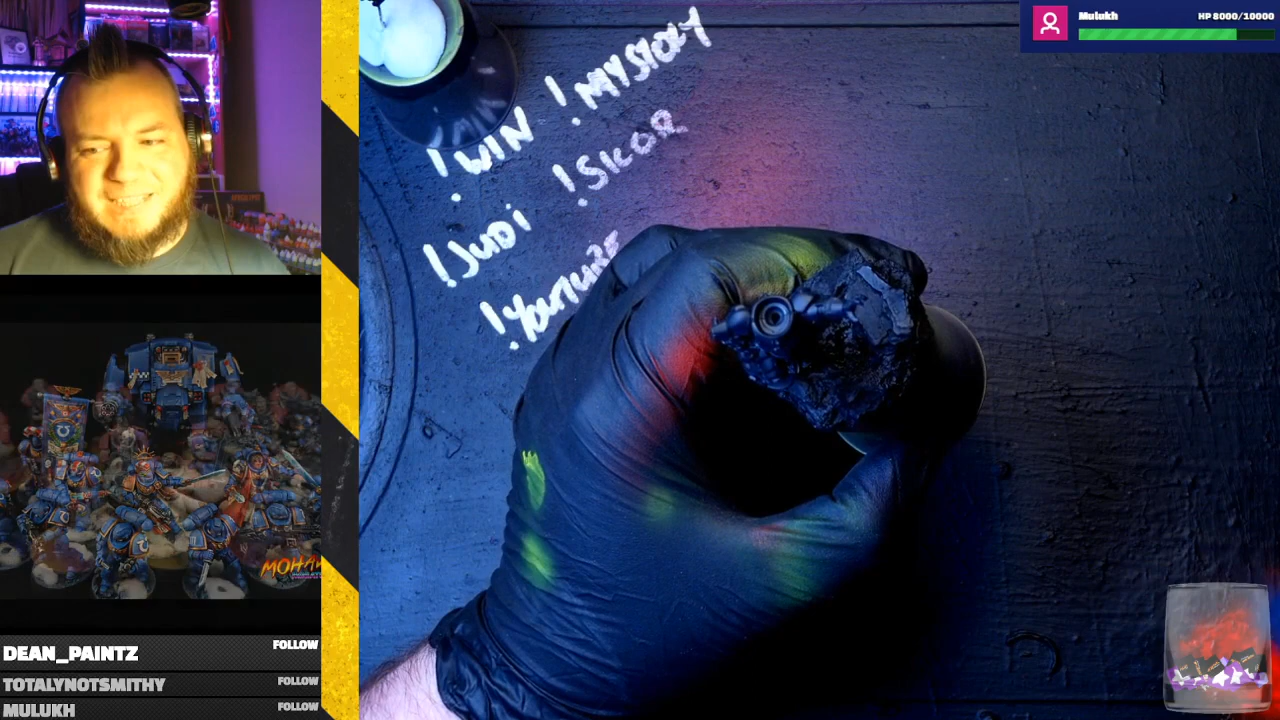 Mulukh HP 8000/10000
!WIN !MYSTORY
!JUDI !SICOR
!YOUTUBE
DEAN_PAINTZ FOLLOW
TOTALYNOTSMITHY FOLLOW
MULUKH FOLLOW